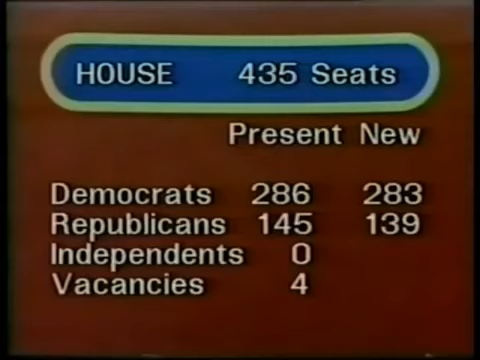 HOUSE 435 Seats
Present New
Democrats 286 283
Republicans 145 139
Independents 0
Vacancies 4